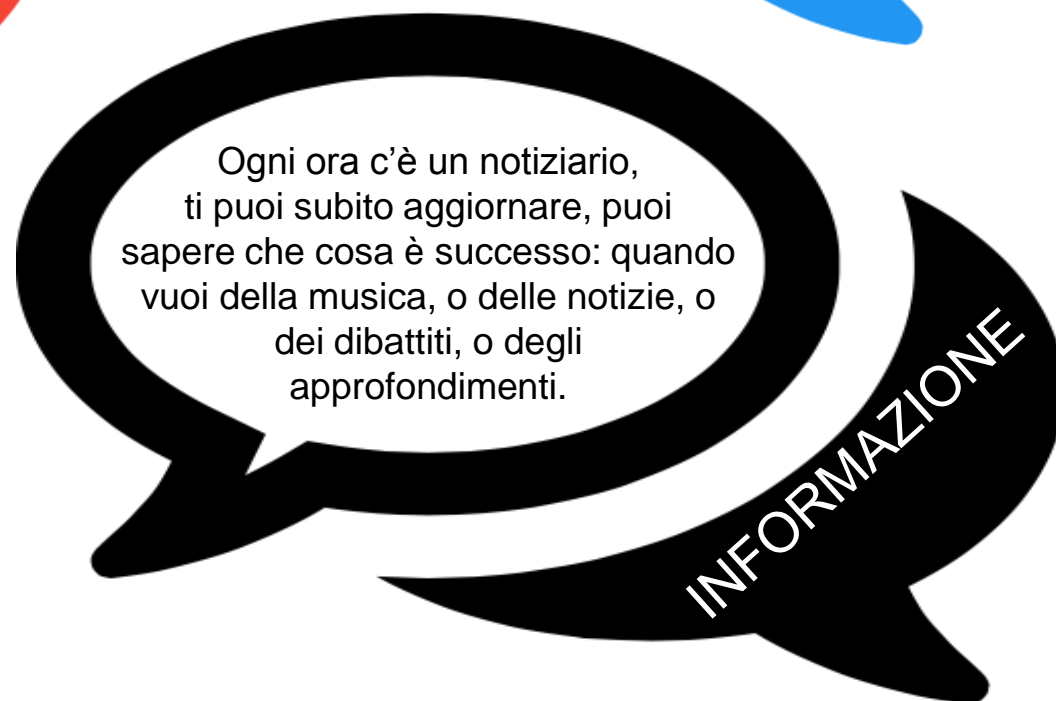 Ogni ora c’è un notiziario,
ti puoi subito aggiornare, puoi
sapere che cosa è successo: quando
vuoi della musica, o delle notizie, o
dei dibattiti, o degli
approfondimenti.
INFORMAZIONE